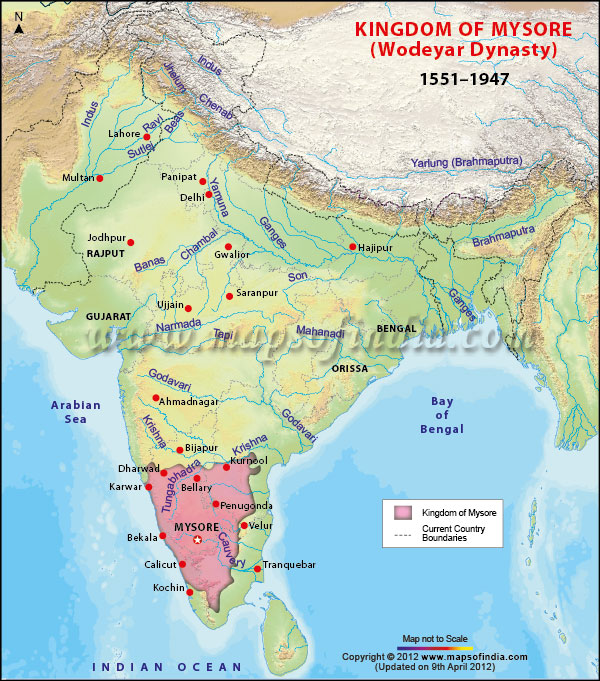 N
KINGDOM OF MYSORE
(Wodeyar Dynasty)
1551–1947
Indus
Jhelum
Indus
Chenab
Ravi
Beas
Lahore
Sutlej
Multan
Yarlung (Brahmaputra)
Panipat
Delhi
Yamuna
Ganges
Jodhpur
RAJPUT
Banas
Chambal
Gwalior
Hajipur
Brahmaputra
Son
Saranpur
Ujjain
GUJARAT
Narmada
Tapi
Mahanadi
BENGAL
Ganges
www.mapsofindia.com
ORISSA
Godavari
Ahmadnagar
Arabian
Sea
Krishna
Godavari
Bay
of
Bengal
Bijapur
Krishna
Kurnool
Dharwad
Tungabhadra
Bellary
Karwar
Penugonda
MYSORE
Velur
Bekala
Cauvery
Calicut
Tranquebar
Kochin
Kingdom of Mysore
Current Country
Boundaries
INDIAN OCEAN
Map not to Scale
Copyright © 2012 www.mapsofindia.com
(Updated on 9th April 2012)